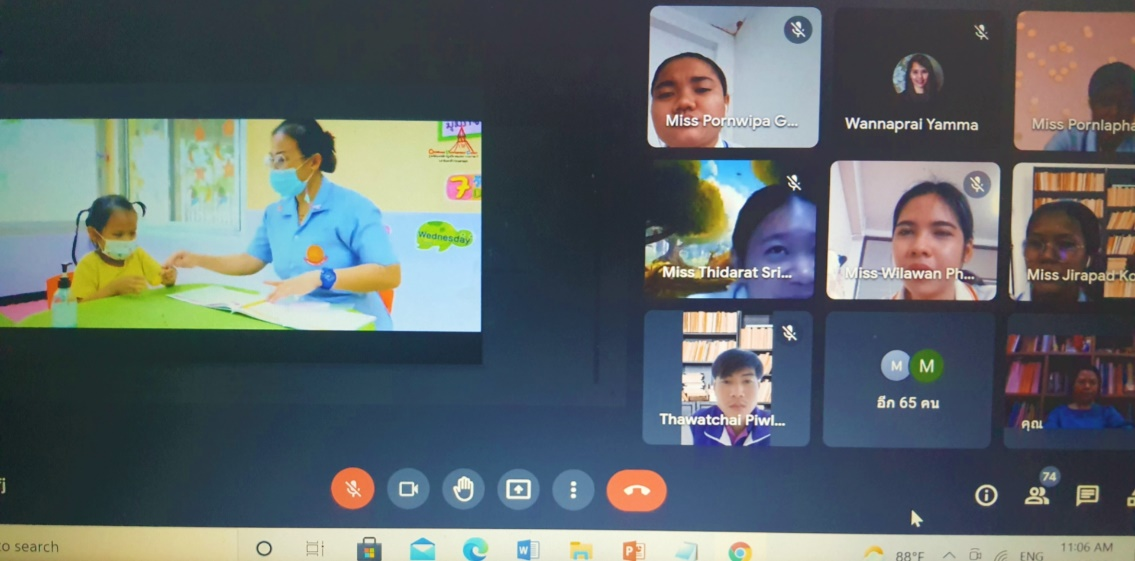 Wednesday
Miss Pornwipa G...
Wannaprai Yamma
Miss Pornlapha
Miss Thidarat Sri...
Miss Wilawan Ph...
Miss Jirapad Ko
Thawatchai Piwl...
M M
อีก 65 คน
คุณ
74
to search
W
P
88°F
ENG
11:06 AM